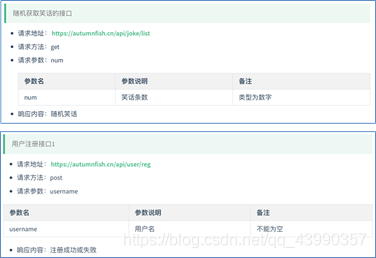 随机获取笑话的接口
请求地址：https://autumnfish.cn/api/joke/list
请求方法：get
请求参数：num
参数名 参数说明 备注
num 笑话条数 类型为数字
响应内容：随机笑话
用户注册接口1
请求地址：https://autumnfish.cn/api/user/reg
请求方法：post
请求参数：username
参数名 参数说明 备注
username 用户名 不能为空
响应内容：注册成功或失败
https://blog.csdn.net/qq_43990357